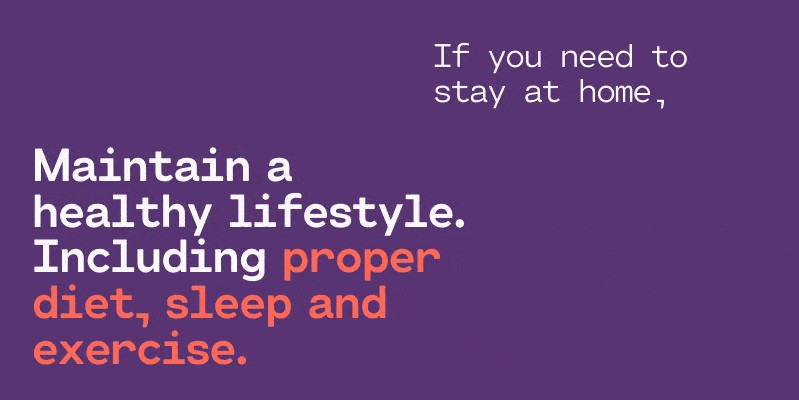 If you need to
stay at home,
Maintain a
healthy lifestyle.
Including proper
diet, sleep and
exercise.